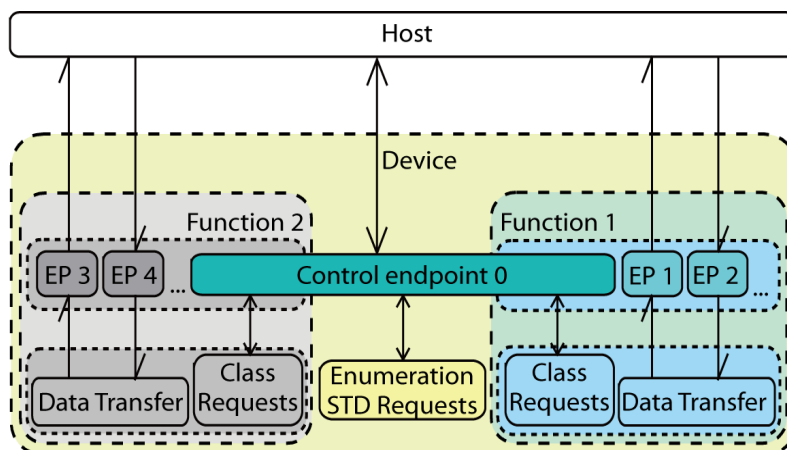 Host
Device
Function 2
Function 1
EP 3
EP 4
...
Control endpoint 0
EP 1
EP 2
...
Data Transfer
Class
Requests
Enumeration
STD Requests
Class
Requests
Data Transfer